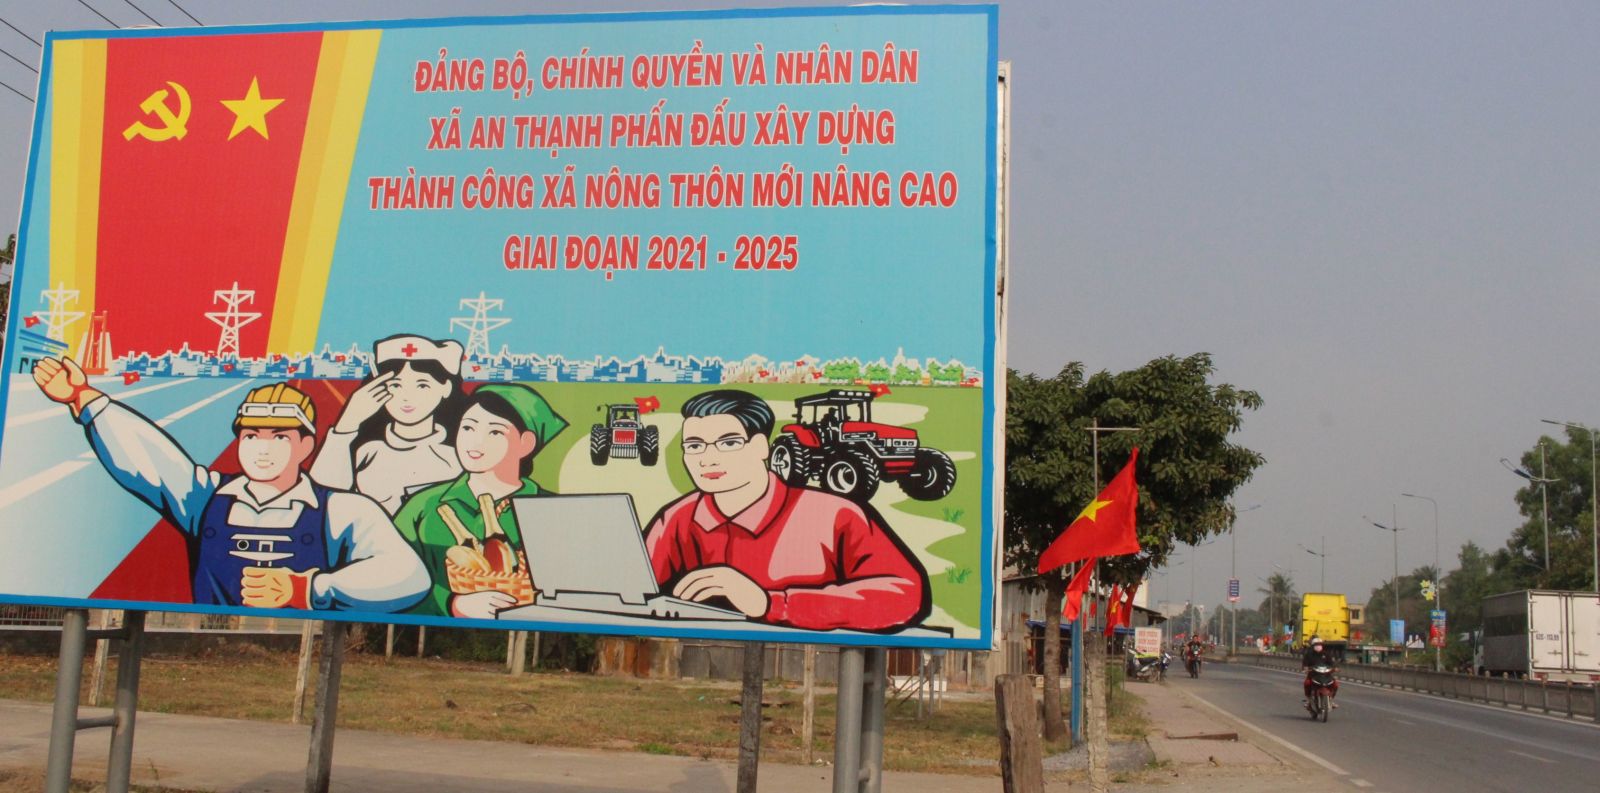 ĐẢNG BỘ, CHÍNH QUYỀN VÀ NHÂN DÂN
XÃ AN THẠNH PHẤN ĐẤU XÂY DỰNG
THÀNH CÔNG XÃ NÔNG THÔN MỚI NÂNG CAO
GIAI ĐOẠN 2021 - 2025